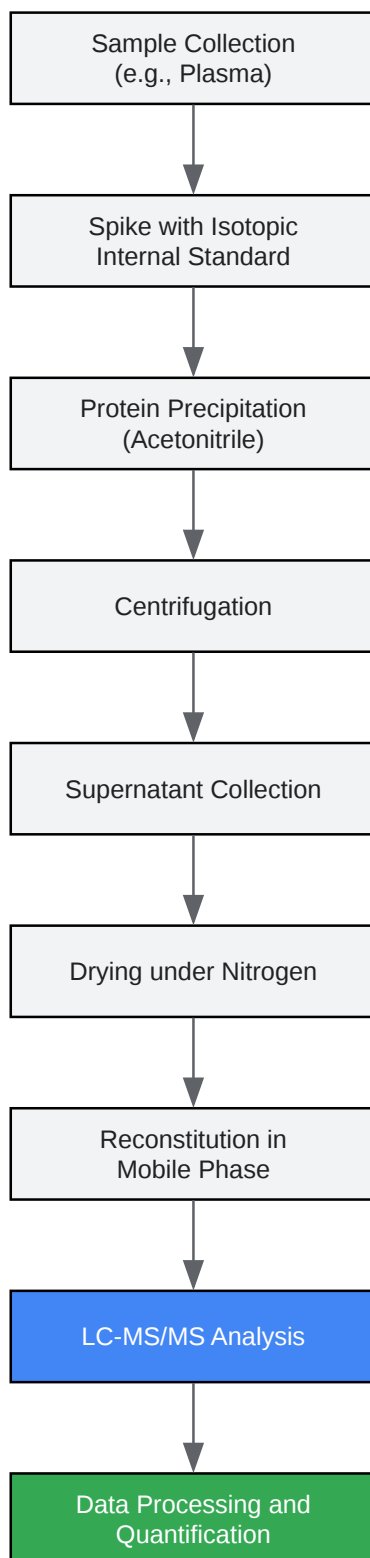 Sample Collection
(e.g., Plasma)
Spike with Isotopic
Internal Standard
Protein Precipitation
(Acetonitrile)
Centrifugation
Supernatant Collection
Drying under Nitrogen
Reconstitution in
Mobile Phase
LC-MS/MS Analysis
Data Processing and
Quantification